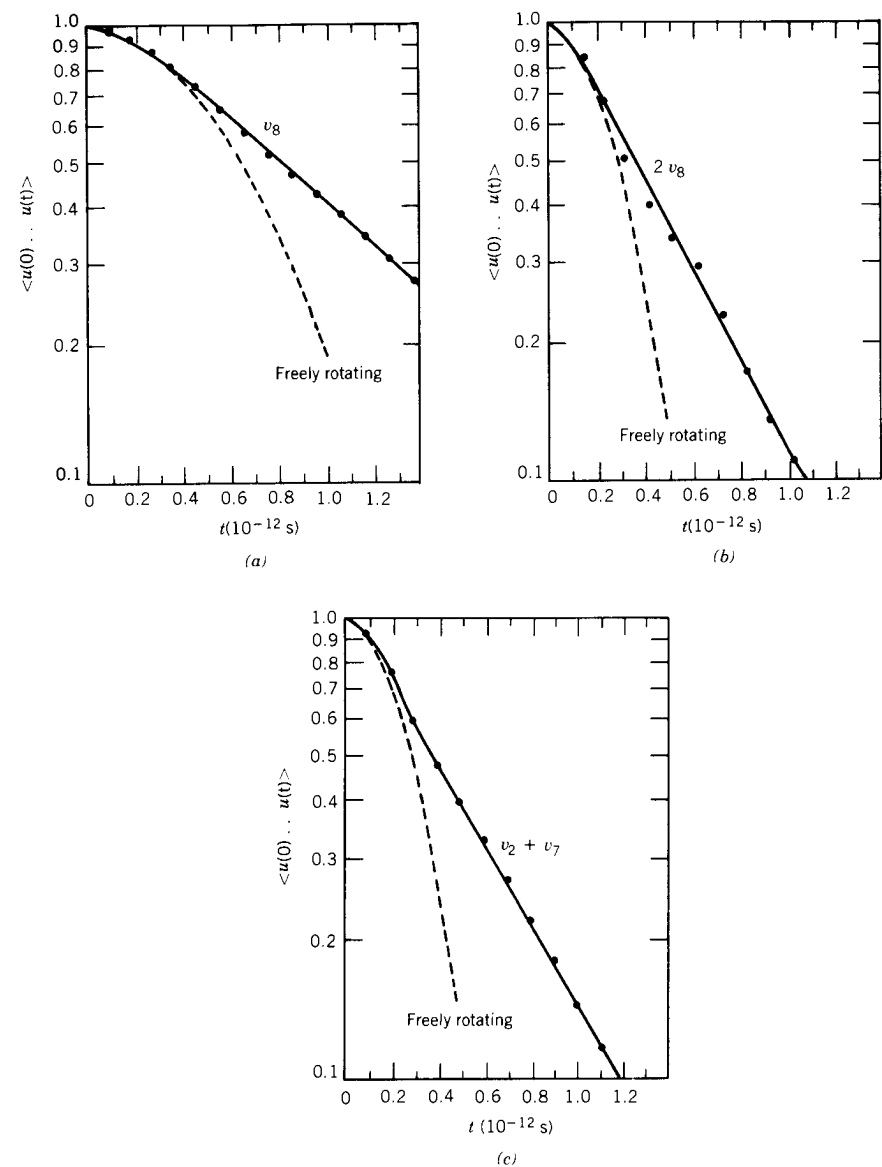 1.0
0.9
0.8
0.7
0.6
0.5
0.4
0.3
0.2
0.1
<u(0) . . u(t)>
ν8
Freely rotating
0 0.2 0.4 0.6 0.8 1.0 1.2
t(10−12 s)
(a)
1.0
0.9
0.8
0.7
0.6
0.5
0.4
0.3
0.2
0.1
<u(0) . . u(t)>
2 ν8
Freely rotating
0 0.2 0.4 0.6 0.8 1.0 1.2
t(10−12 s)
(b)
1.0
0.9
0.8
0.7
0.6
0.5
0.4
0.3
0.2
0.1
<u(0) . . u(t)>
ν2 + ν7
Freely rotating
0 0.2 0.4 0.6 0.8 1.0 1.2
t (10−12 s)
(c)